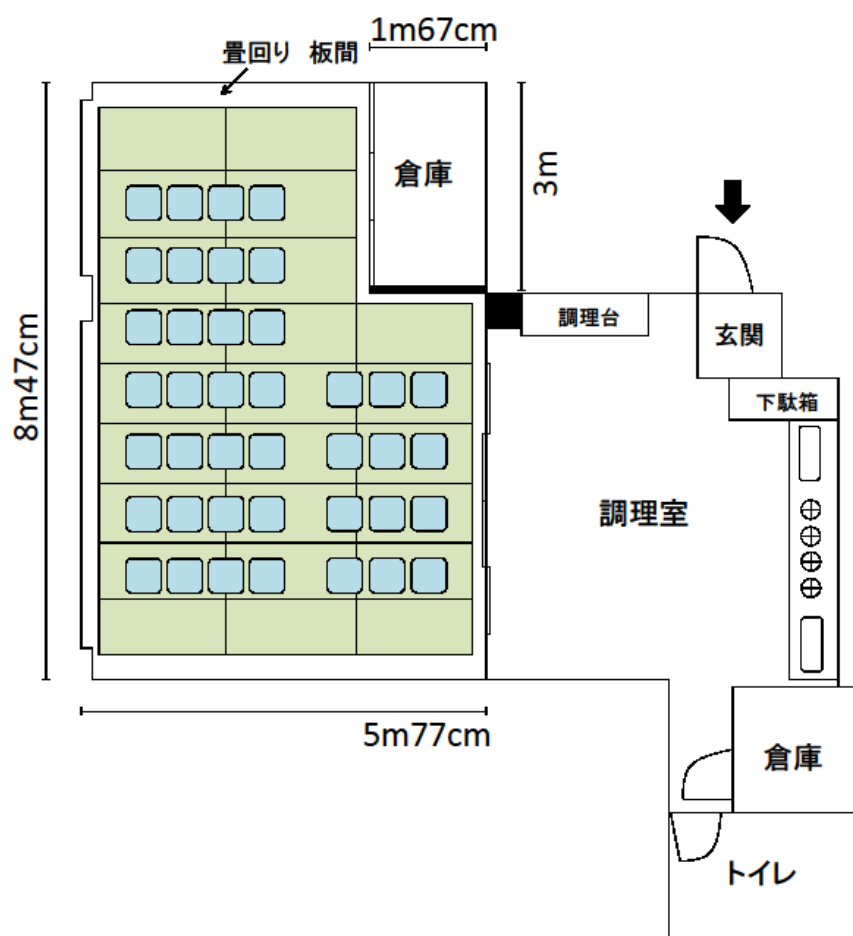 1m67cm
畳回り 板間
倉庫
3m
8m47cm
調理台
玄関
下駄箱
調理室
5m77cm
倉庫
トイレ